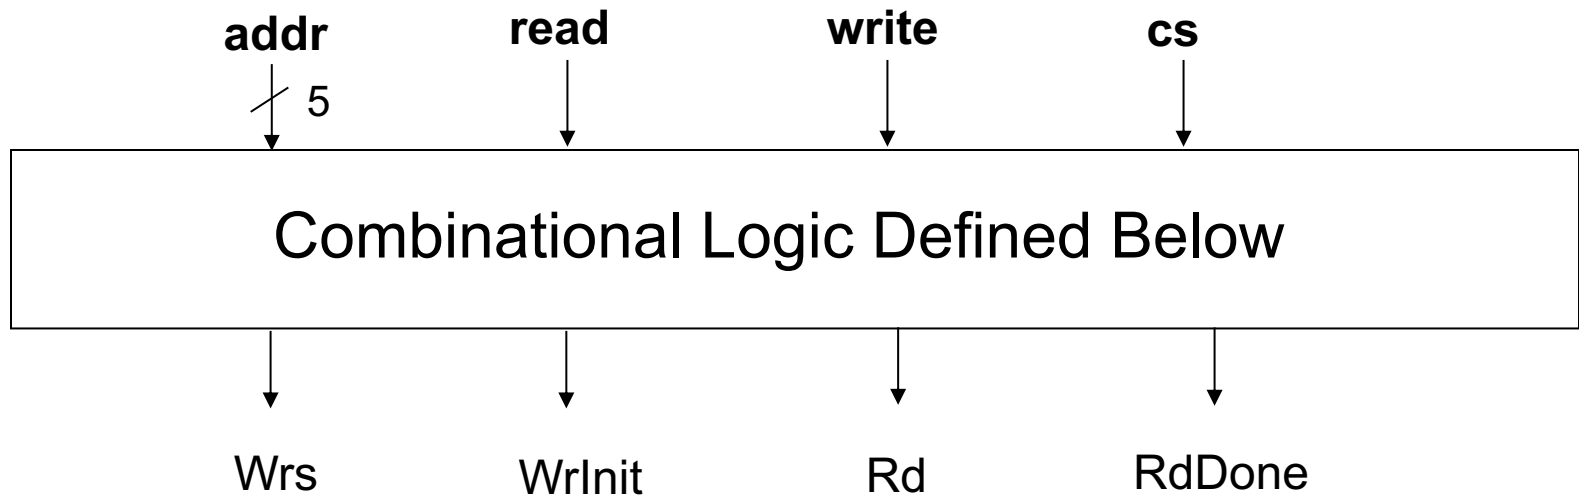 addr read write cs
5
Combinational Logic Defined Below
Wrs WrInit Rd RdDone